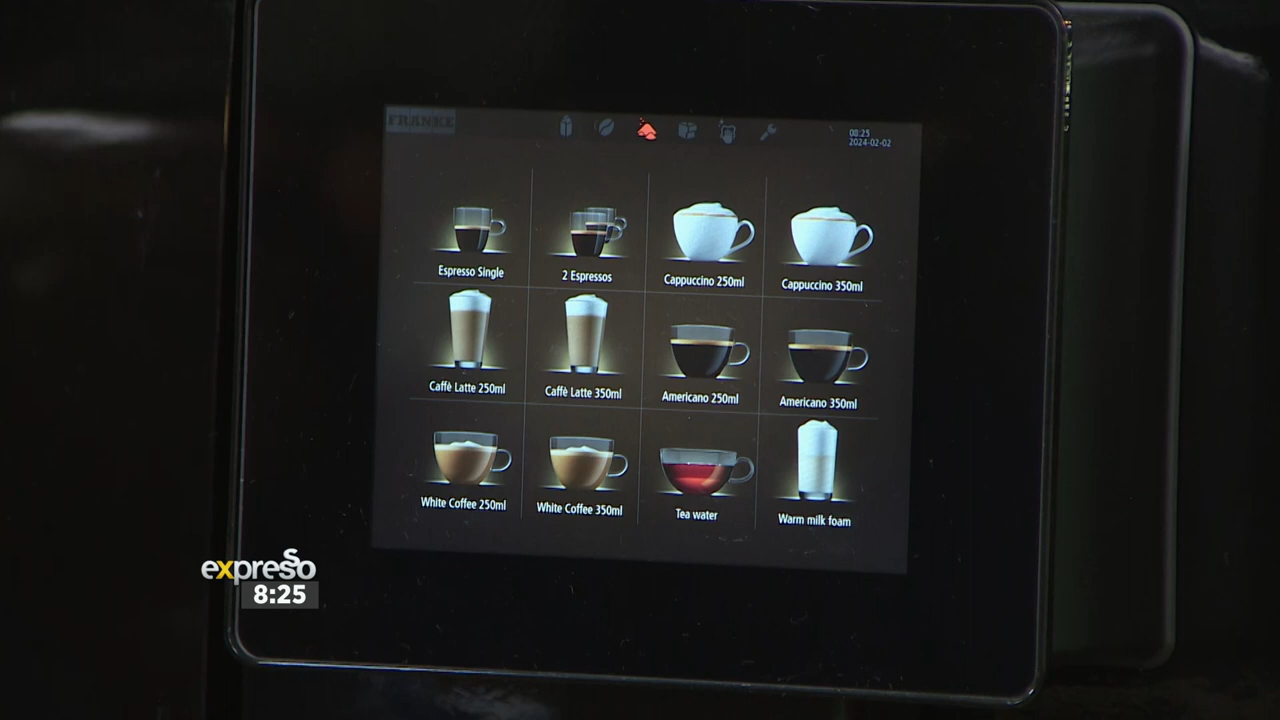 FRANKE
08:25
2024-02-02
Espresso Single
2 Espressos
Cappuccino 250ml
Cappuccino 350ml
Caffè Latte 250ml
Caffè Latte 350ml
Americano 250ml
Americano 350ml
White Coffee 250ml
White Coffee 350ml
Tea water
Warm milk foam
expresso
8:25